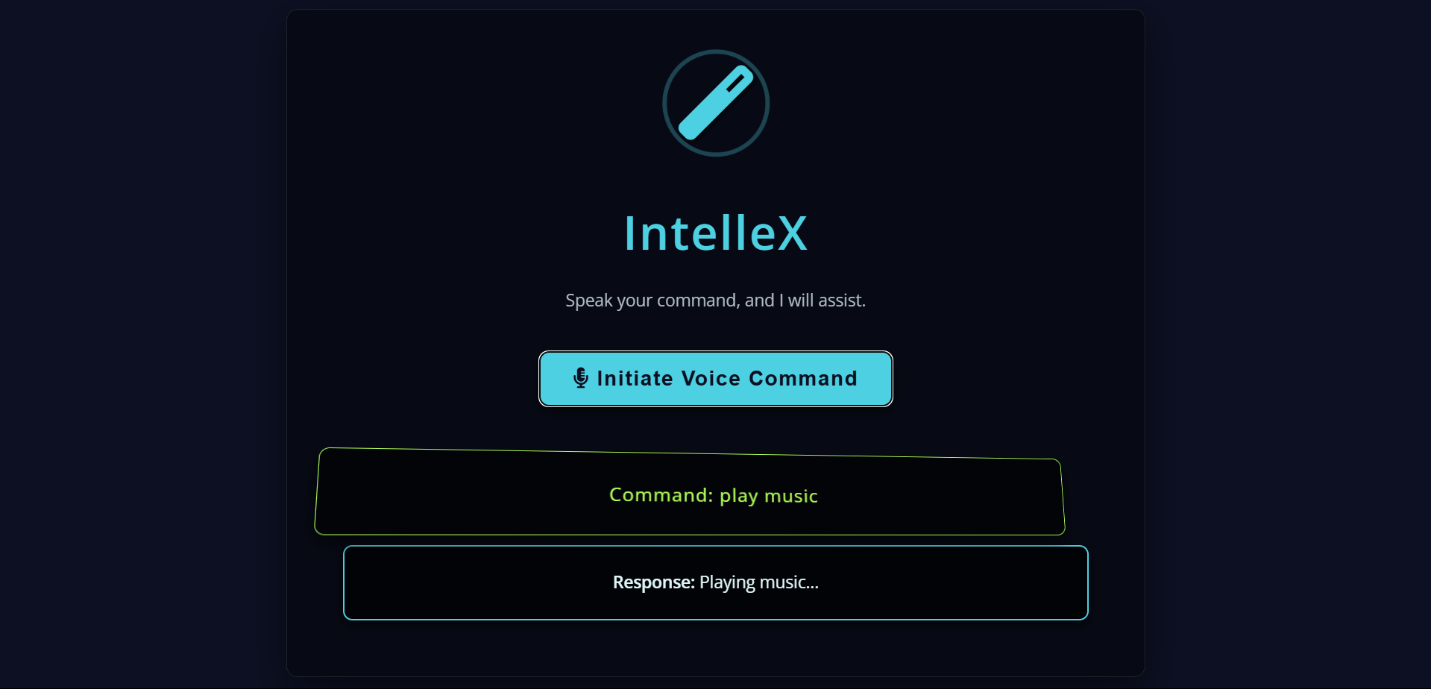 IntelleX
Speak your command, and I will assist.
Initiate Voice Command
Command: play music
Response: Playing music...